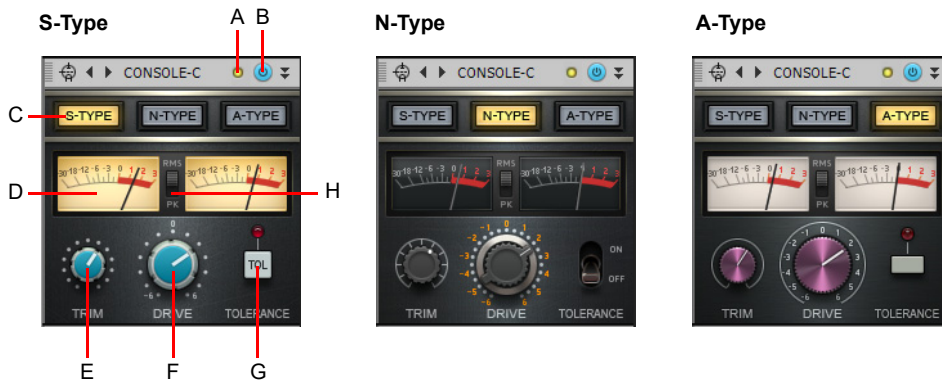 S-Type A B N-Type A-Type
CONSOLE-C CONSOLE-C CONSOLE-C
C S-TYPE N-TYPE A-TYPE S-TYPE N-TYPE A-TYPE S-TYPE N-TYPE A-TYPE
RMS RMS RMS
-30 -18 -12 -6 -3 0 1 2 3 -30 -18 -12 -6 -3 0 1 2 3 -30 -18 -12 -6 -3 0 1 2 3 -30 -18 -12 -6 -3 0 1 2 3 -30 -18 -12 -6 -3 0 1 2 3 -30 -18 -12 -6 -3 0 1 2 3
D H
PK PK PK
0 0 0
-1 1 -1 1
-2 2 -2 2
ON
-3 3 -3 3
TOL
-4 4 -4 4
OFF
-5 5 -5 5
-6 6 -6 6 -6 6
TRIM DRIVE TOLERANCE TRIM DRIVE TOLERANCE TRIM DRIVE TOLERANCE
E F G